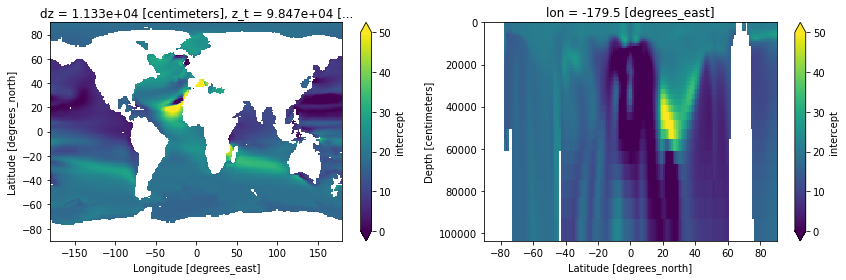 dz = 1.133e+04 [centimeters], z_t = 9.847e+04 [...
80
60
40
20
0
−20
−40
−60
−80
Latitude [degrees_north]
−150 −100 −50 0 50 100 150
Longitude [degrees_east]
50
40
30
20
10
0
intercept
lon = -179.5 [degrees_east]
0
20000
40000
60000
80000
100000
Depth [centimeters]
−80 −60 −40 −20 0 20 40 60 80
Latitude [degrees_north]
50
40
30
20
10
0
intercept